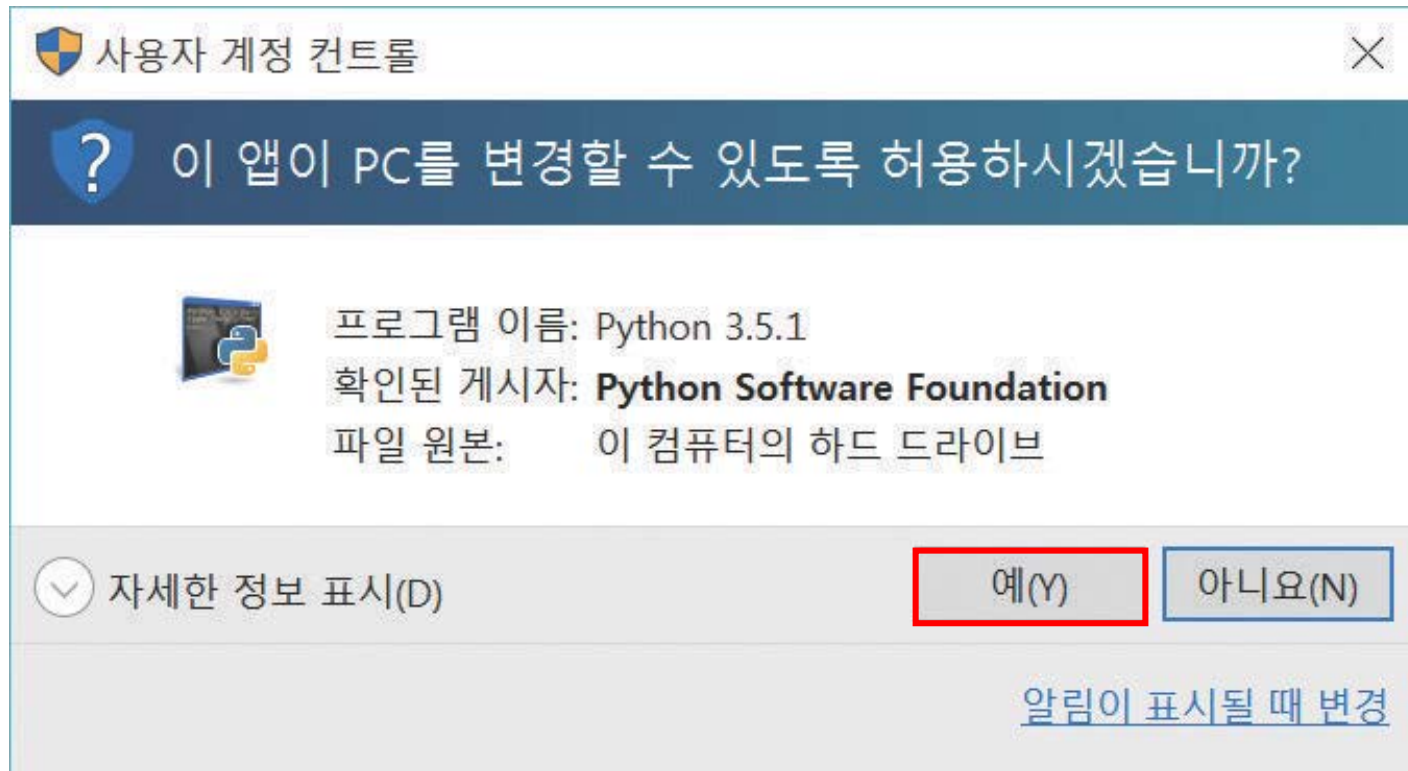 사용자 계정 컨트롤
이 앱이 PC를 변경할 수 있도록 허용하시겠습니까?
프로그램 이름: Python 3.5.1
확인된 게시자: Python Software Foundation
파일 원본: 이 컴퓨터의 하드 드라이브
자세한 정보 표시(D) 예(Y) 아니요(N)
알림이 표시될 때 변경